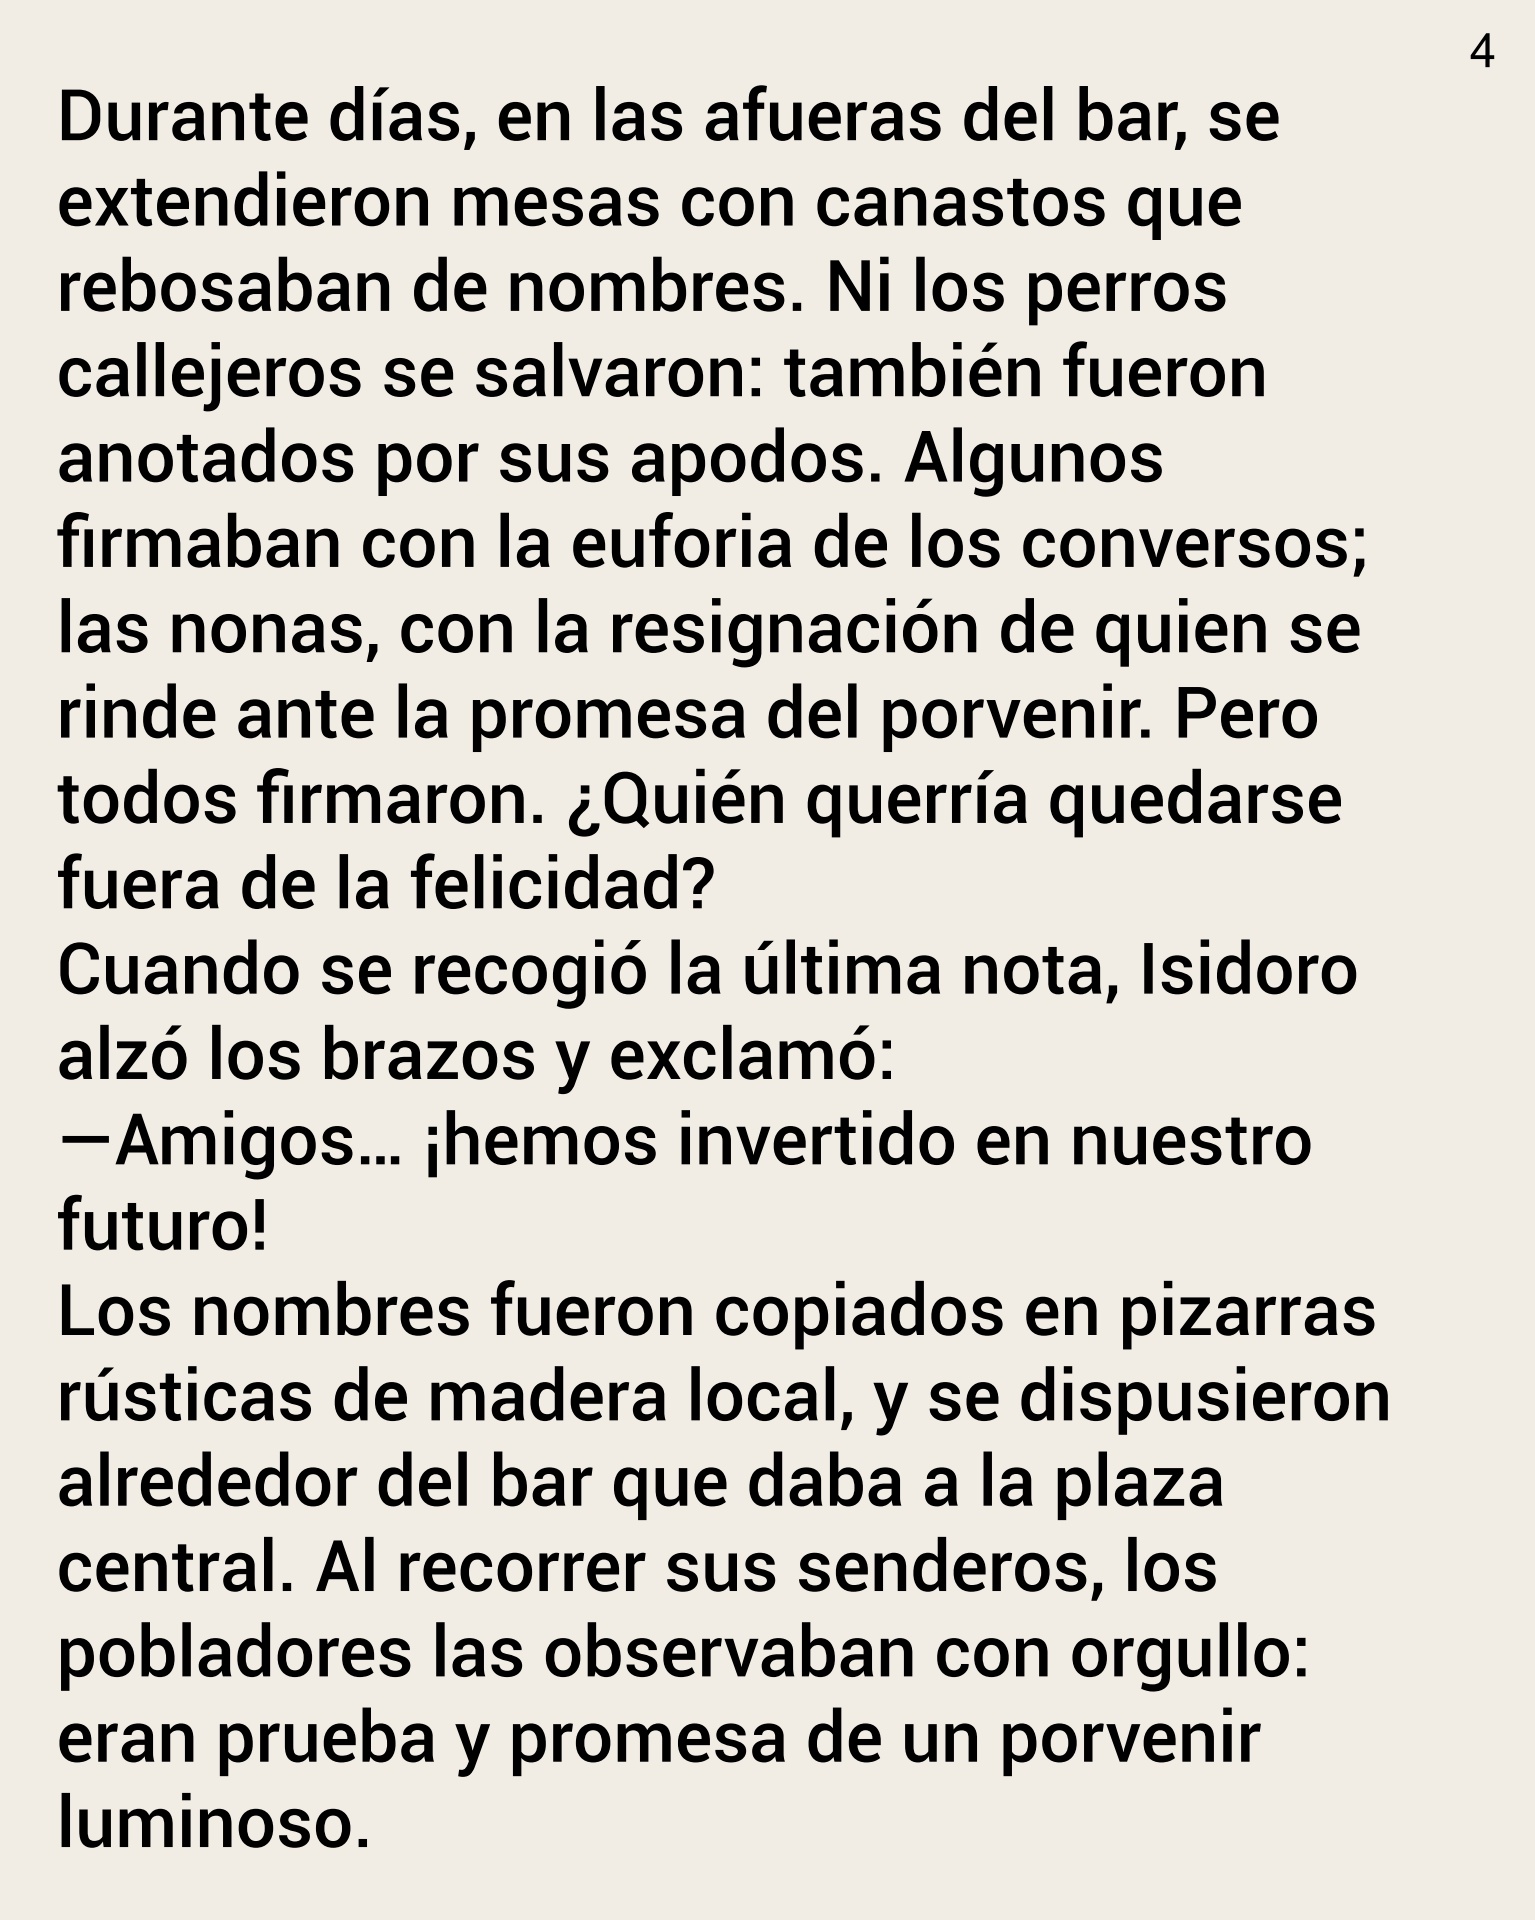 4
Durante días, en las afueras del bar, se
extendieron mesas con canastos que
rebosaban de nombres. Ni los perros
callejeros se salvaron: también fueron
anotados por sus apodos. Algunos
firmaban con la euforia de los conversos;
las nonas, con la resignación de quien se
rinde ante la promesa del porvenir. Pero
todos firmaron. ¿Quién querría quedarse
fuera de la felicidad?
Cuando se recogió la última nota, Isidoro
alzó los brazos y exclamó:
—Amigos... ¡hemos invertido en nuestro
futuro!
Los nombres fueron copiados en pizarras
rústicas de madera local, y se dispusieron
alrededor del bar que daba a la plaza
central. Al recorrer sus senderos, los
pobladores las observaban con orgullo:
eran prueba y promesa de un porvenir
luminoso.